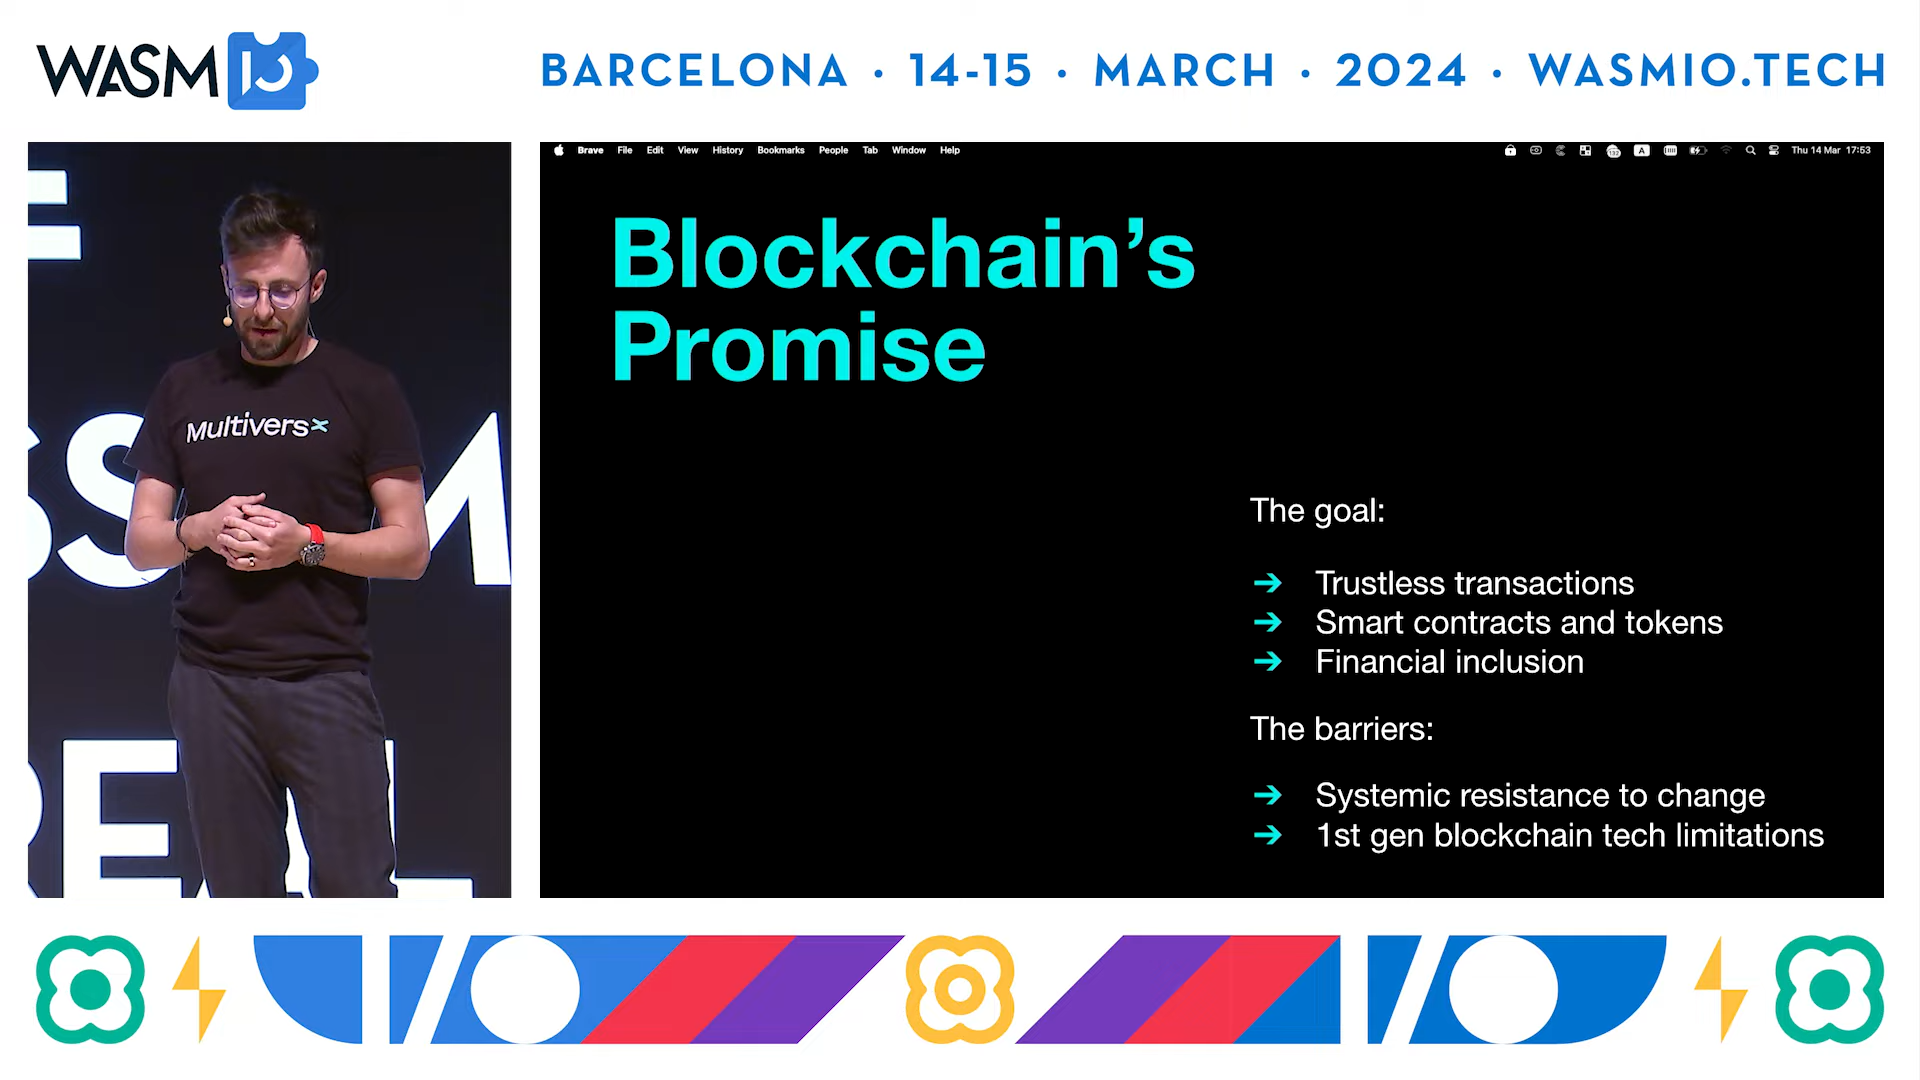 WASM IO
BARCELONA · 14-15 · MARCH · 2024 · WASMIO.TECH
Brave File Edit View History Bookmarks People Tab Window Help
A
Thu 14 Mar 17:53
Blockchain's
Promise
Multiversx
The goal:
➔ Trustless transactions
➔ Smart contracts and tokens
➔ Financial inclusion
The barriers:
➔ Systemic resistance to change
➔ 1st gen blockchain tech limitations